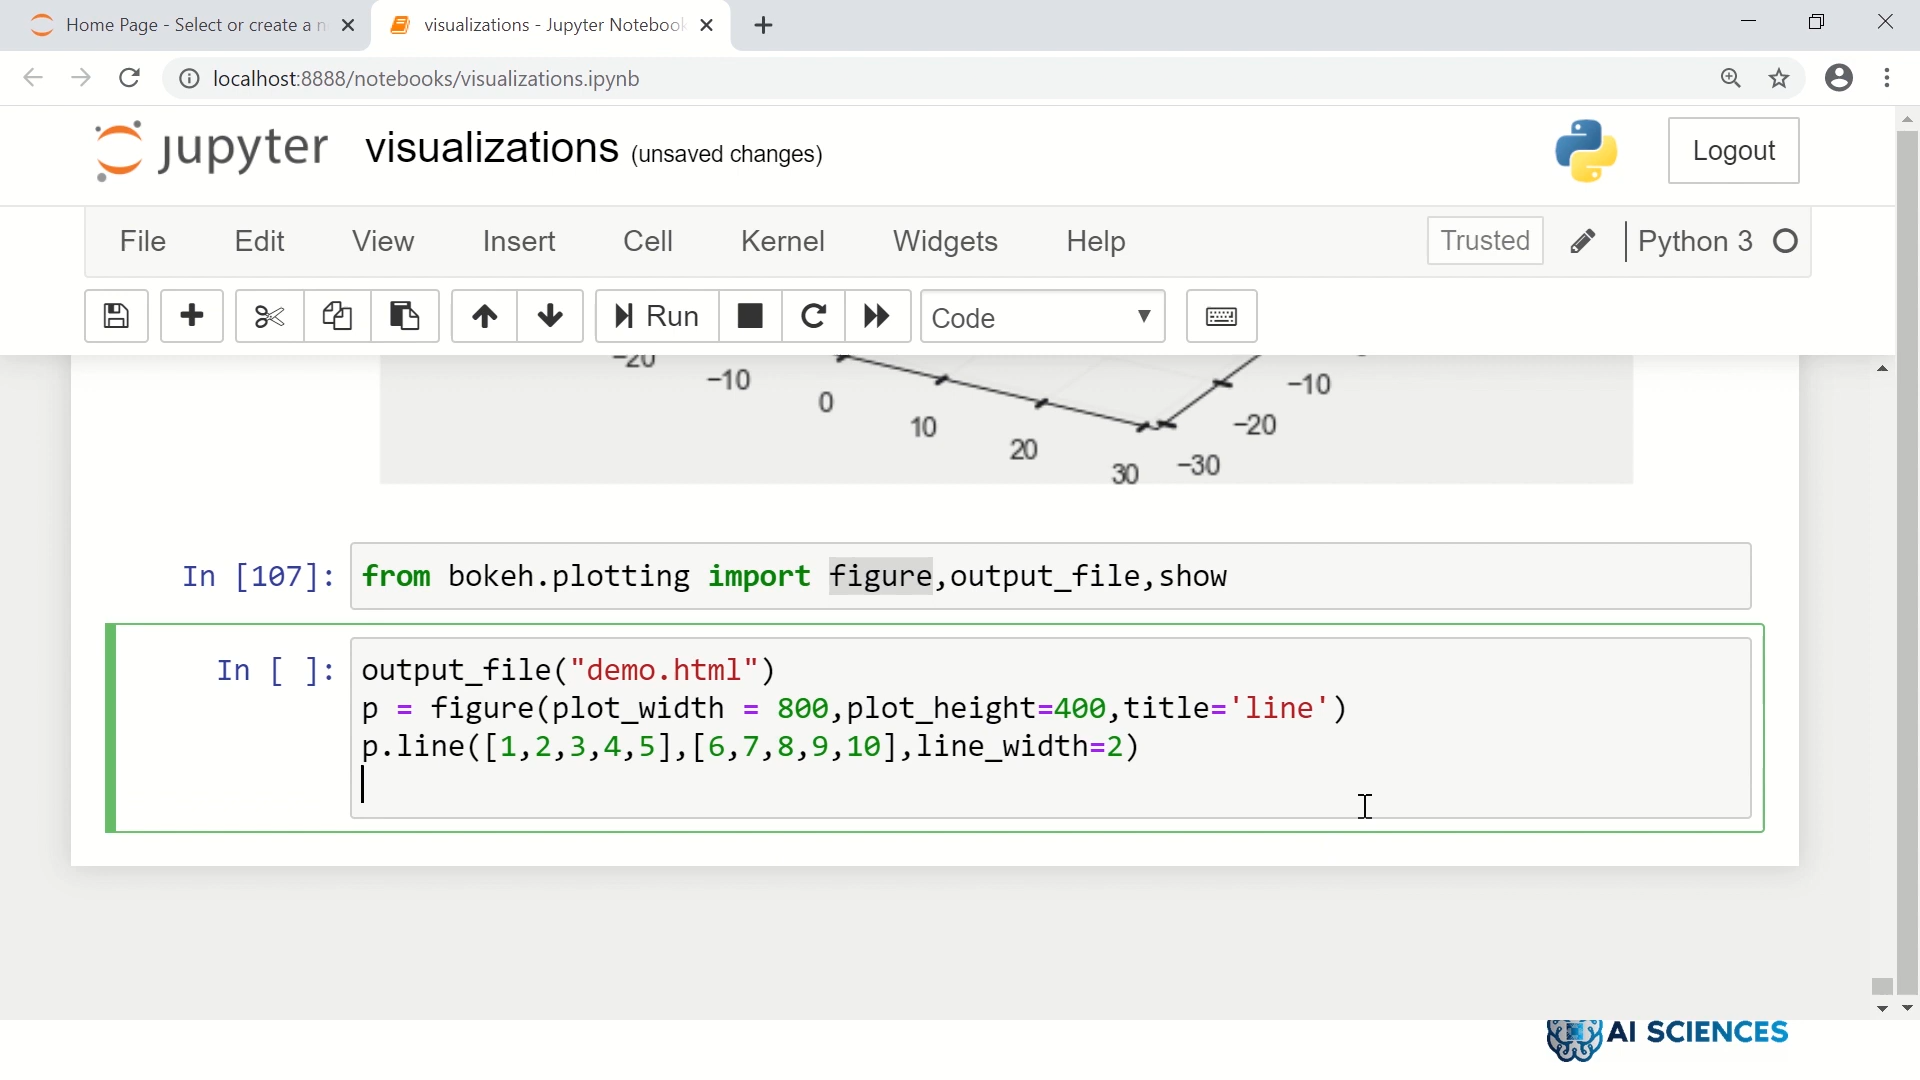 Home Page - Select or create a n
visualizations - Jupyter Notebook
localhost:8888/notebooks/visualizations.ipynb
jupyter visualizations (unsaved changes)
Logout
File Edit View Insert Cell Kernel Widgets Help Trusted Python 3
Run Code
−20 −10 0 10 20 30 −30 −20 −10
In [107]: from bokeh.plotting import figure,output_file,show
In [ ]: output_file("demo.html")
p = figure(plot_width = 800,plot_height=400,title='line')
p.line([1,2,3,4,5],[6,7,8,9,10],line_width=2)
AI SCIENCES